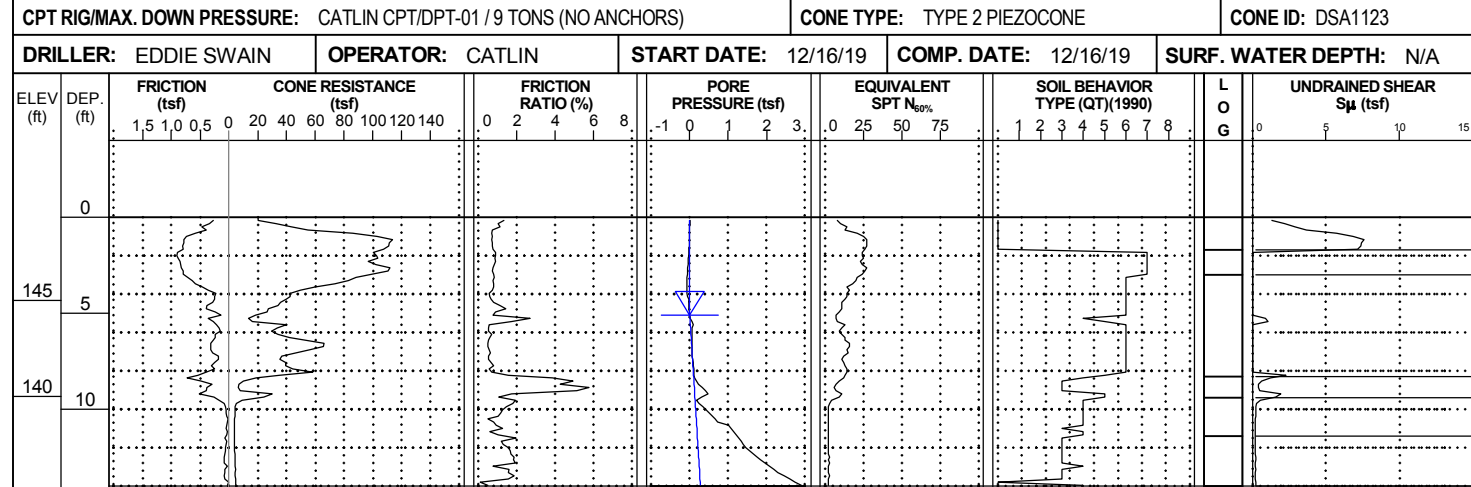 CPT RIG/MAX. DOWN PRESSURE: CATLIN CPT/DPT-01 / 9 TONS (NO ANCHORS) CONE TYPE: TYPE 2 PIEZOCONE CONE ID: DSA1123
DRILLER: EDDIE SWAIN OPERATOR: CATLIN START DATE: 12/16/19 COMP. DATE: 12/16/19 SURF. WATER DEPTH: N/A
ELEV (ft)
DEP. (ft)
FRICTION (tsf)
1,5 1,0 0,5 0
CONE RESISTANCE (tsf)
20 40 60 80 100 120 140
FRICTION RATIO (%)
0 2 4 6 8
PORE PRESSURE (tsf)
-1 0 1 2 3
EQUIVALENT SPT N60%
0 25 50 75
SOIL BEHAVIOR TYPE (QT)(1990)
1 2 3 4 5 6 7 8
LOG
UNDRAINED SHEAR Sμ (tsf)
0 5 10 15
0
145
5
140
10